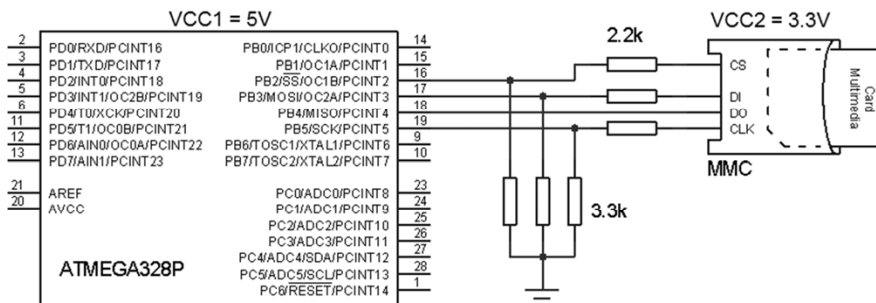 VCC1 = 5V
VCC2 = 3.3V
2 PD0/RXD/PCINT16
3 PD1/TXD/PCINT17
4 PD2/INT0/PCINT18
5 PD3/INT1/OC2B/PCINT19
6 PD4/T0/XCK/PCINT20
11 PD5/T1/OC0B/PCINT21
12 PD6/AIN0/OC0A/PCINT22
13 PD7/AIN1/PCINT23
21 AREF
20 AVCC
ATMEGA328P
PB0/ICP1/CLKO/PCINT0 14
PB1/OC1A/PCINT1 15
PB2/SS/OC1B/PCINT2 16
PB3/MOSI/OC2A/PCINT3 17
PB4/MISO/PCINT4 18
PB5/SCK/PCINT5 19
PB6/TOSC1/XTAL1/PCINT6 9
PB7/TOSC2/XTAL2/PCINT7 10
PC0/ADC0/PCINT8 23
PC1/ADC1/PCINT9 24
PC2/ADC2/PCINT10 25
PC3/ADC3/PCINT11 26
PC4/ADC4/SDA/PCINT12 27
PC5/ADC5/SCL/PCINT13 28
PC6/RESET/PCINT14 1
2.2k
3.3k
CS
DI
DO
CLK
MMC
Card
Multimedia